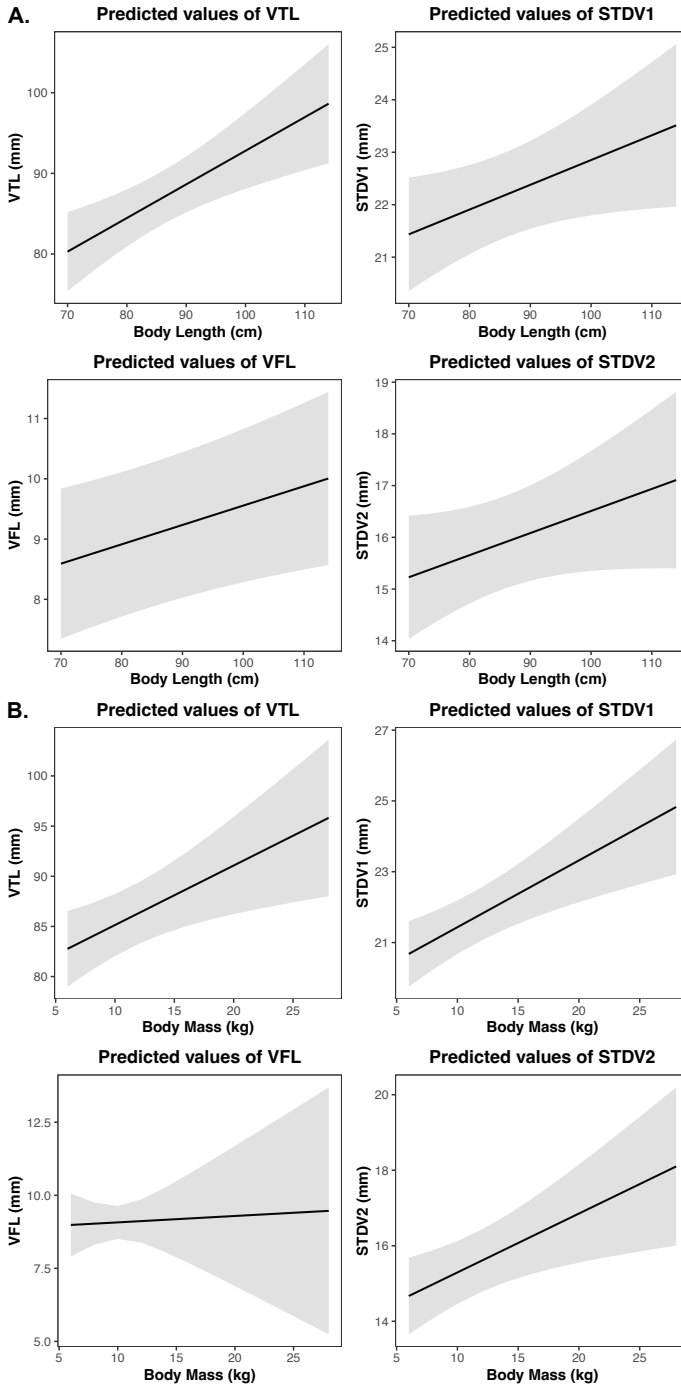 A.
Predicted values of VTL
VTL (mm)
100
90
80
70 80 90 100 110
Body Length (cm)
Predicted values of STDV1
STDV1 (mm)
25
24
23
22
21
70 80 90 100 110
Body Length (cm)
Predicted values of VFL
VFL (mm)
11
10
9
8
70 80 90 100 110
Body Length (cm)
Predicted values of STDV2
STDV2 (mm)
19
18
17
16
15
14
70 80 90 100 110
Body Length (cm)
B.
Predicted values of VTL
VTL (mm)
100
95
90
85
80
5 10 15 20 25
Body Mass (kg)
Predicted values of STDV1
STDV1 (mm)
27
25
23
21
5 10 15 20 25
Body Mass (kg)
Predicted values of VFL
VFL (mm)
12.5
10.0
7.5
5.0
5 10 15 20 25
Body Mass (kg)
Predicted values of STDV2
STDV2 (mm)
20
18
16
14
5 10 15 20 25
Body Mass (kg)